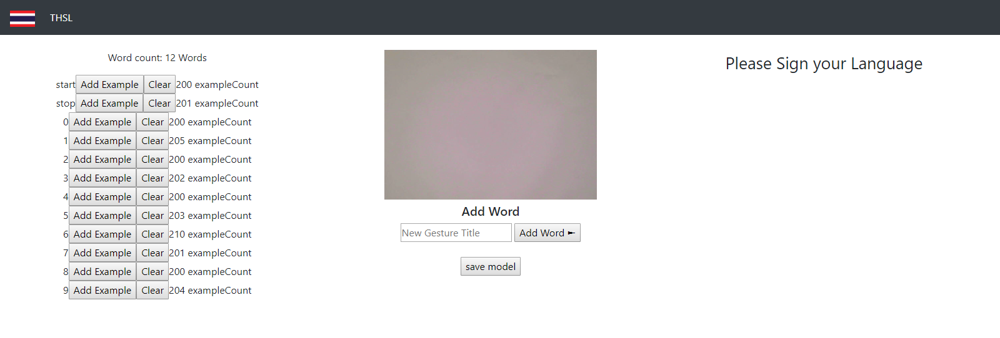 THSL
Word count: 12 Words
start Add Example Clear 200 exampleCount
stop Add Example Clear 201 exampleCount
0 Add Example Clear 200 exampleCount
1 Add Example Clear 205 exampleCount
2 Add Example Clear 200 exampleCount
3 Add Example Clear 202 exampleCount
4 Add Example Clear 200 exampleCount
5 Add Example Clear 203 exampleCount
6 Add Example Clear 210 exampleCount
7 Add Example Clear 201 exampleCount
8 Add Example Clear 200 exampleCount
9 Add Example Clear 204 exampleCount
Add Word
New Gesture Title Add Word
save model
Please Sign your Language